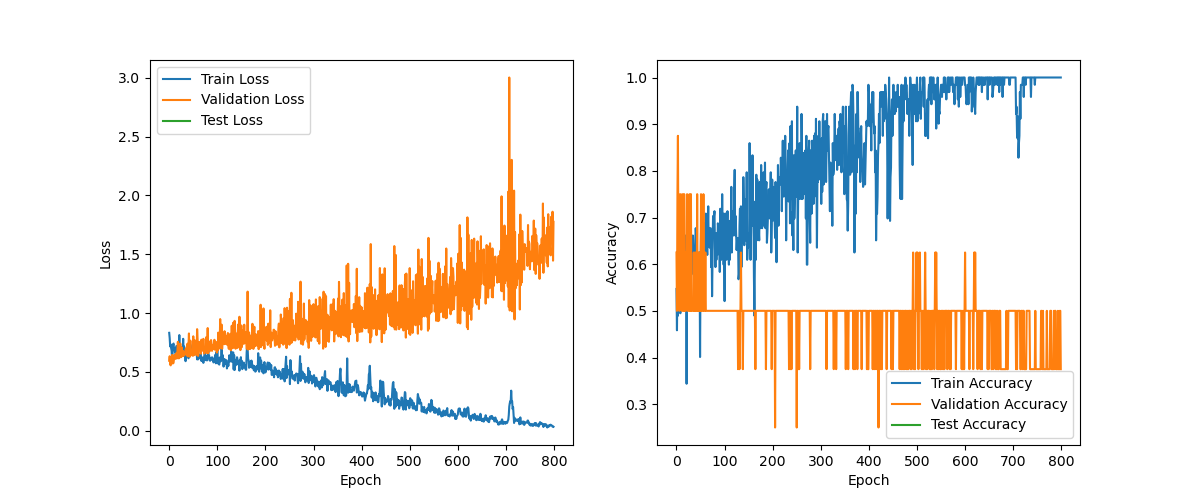 Train Loss
Validation Loss
Test Loss
3.0
2.5
2.0
1.5
1.0
0.5
0.0
Loss
0 100 200 300 400 500 600 700 800
Epoch
1.0
0.9
0.8
0.7
0.6
0.5
0.4
0.3
Accuracy
Train Accuracy
Validation Accuracy
Test Accuracy
0 100 200 300 400 500 600 700 800
Epoch